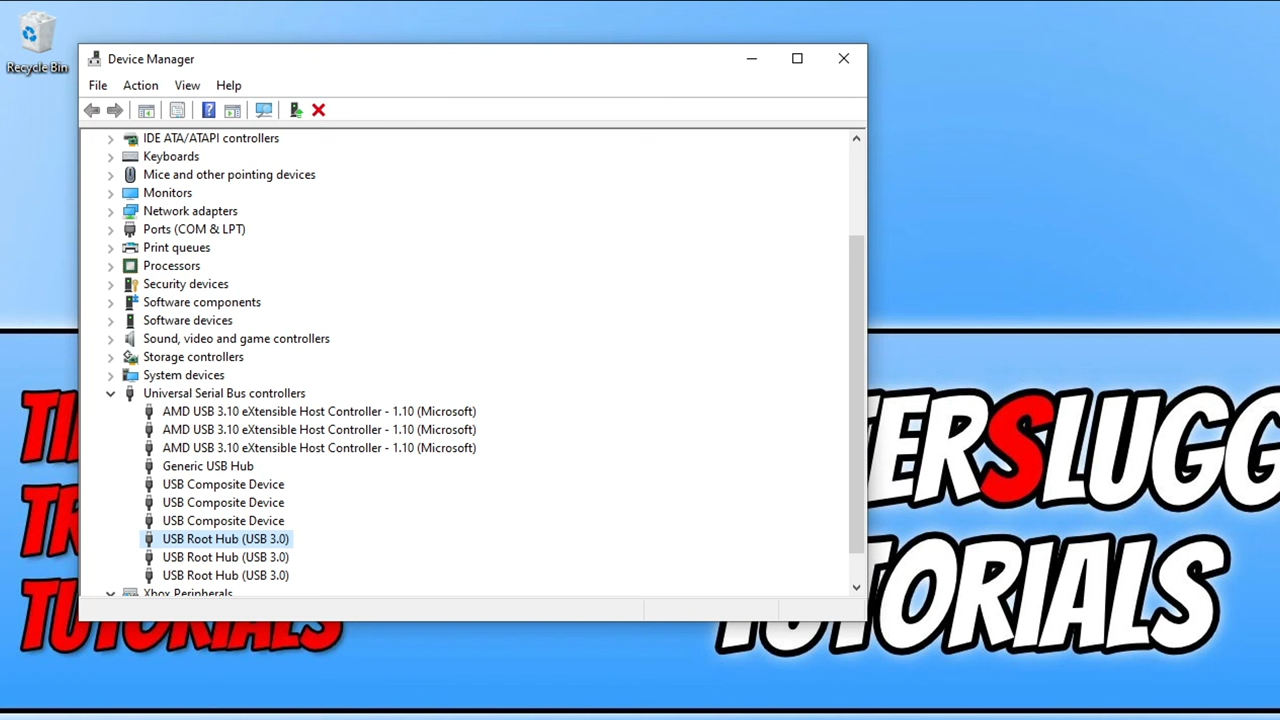 Recycle Bin
Device Manager
File Action View Help
IDE ATA/ATAPI controllers
Keyboards
Mice and other pointing devices
Monitors
Network adapters
Ports (COM & LPT)
Print queues
Processors
Security devices
Software components
Software devices
Sound, video and game controllers
Storage controllers
System devices
Universal Serial Bus controllers
AMD USB 3.10 eXtensible Host Controller - 1.10 (Microsoft)
AMD USB 3.10 eXtensible Host Controller - 1.10 (Microsoft)
AMD USB 3.10 eXtensible Host Controller - 1.10 (Microsoft)
Generic USB Hub
USB Composite Device
USB Composite Device
USB Composite Device
USB Root Hub (USB 3.0)
USB Root Hub (USB 3.0)
USB Root Hub (USB 3.0)
Xbox Peripherals
TUTORIALS
ERSLUGG
TUTORIALS